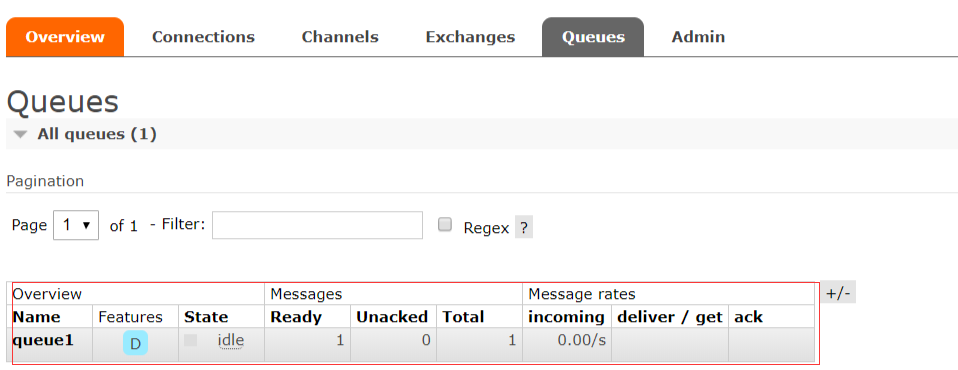 Overview Connections Channels Exchanges Queues Admin
Queues
All queues (1)
Pagination
Page 1 of 1 - Filter: Regex ?
Overview Messages Message rates +/-
Name Features State Ready Unacked Total incoming deliver / get ack
queue1 D idle 1 0 1 0.00/s